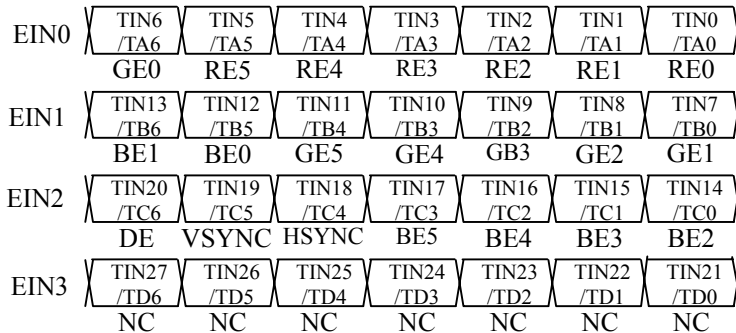 EIN0 TIN6 TIN5 TIN4 TIN3 TIN2 TIN1 TIN0
/TA6 /TA5 /TA4 /TA3 /TA2 /TA1 /TA0
GE0 RE5 RE4 RE3 RE2 RE1 RE0
EIN1 TIN13 TIN12 TIN11 TIN10 TIN9 TIN8 TIN7
/TB6 /TB5 /TB4 /TB3 /TB2 /TB1 /TB0
BE1 BE0 GE5 GE4 GB3 GE2 GE1
EIN2 TIN20 TIN19 TIN18 TIN17 TIN16 TIN15 TIN14
/TC6 /TC5 /TC4 /TC3 /TC2 /TC1 /TC0
DE VSYNC HSYNC BE5 BE4 BE3 BE2
EIN3 TIN27 TIN26 TIN25 TIN24 TIN23 TIN22 TIN21
/TD6 /TD5 /TD4 /TD3 /TD2 /TD1 /TD0
NC NC NC NC NC NC NC